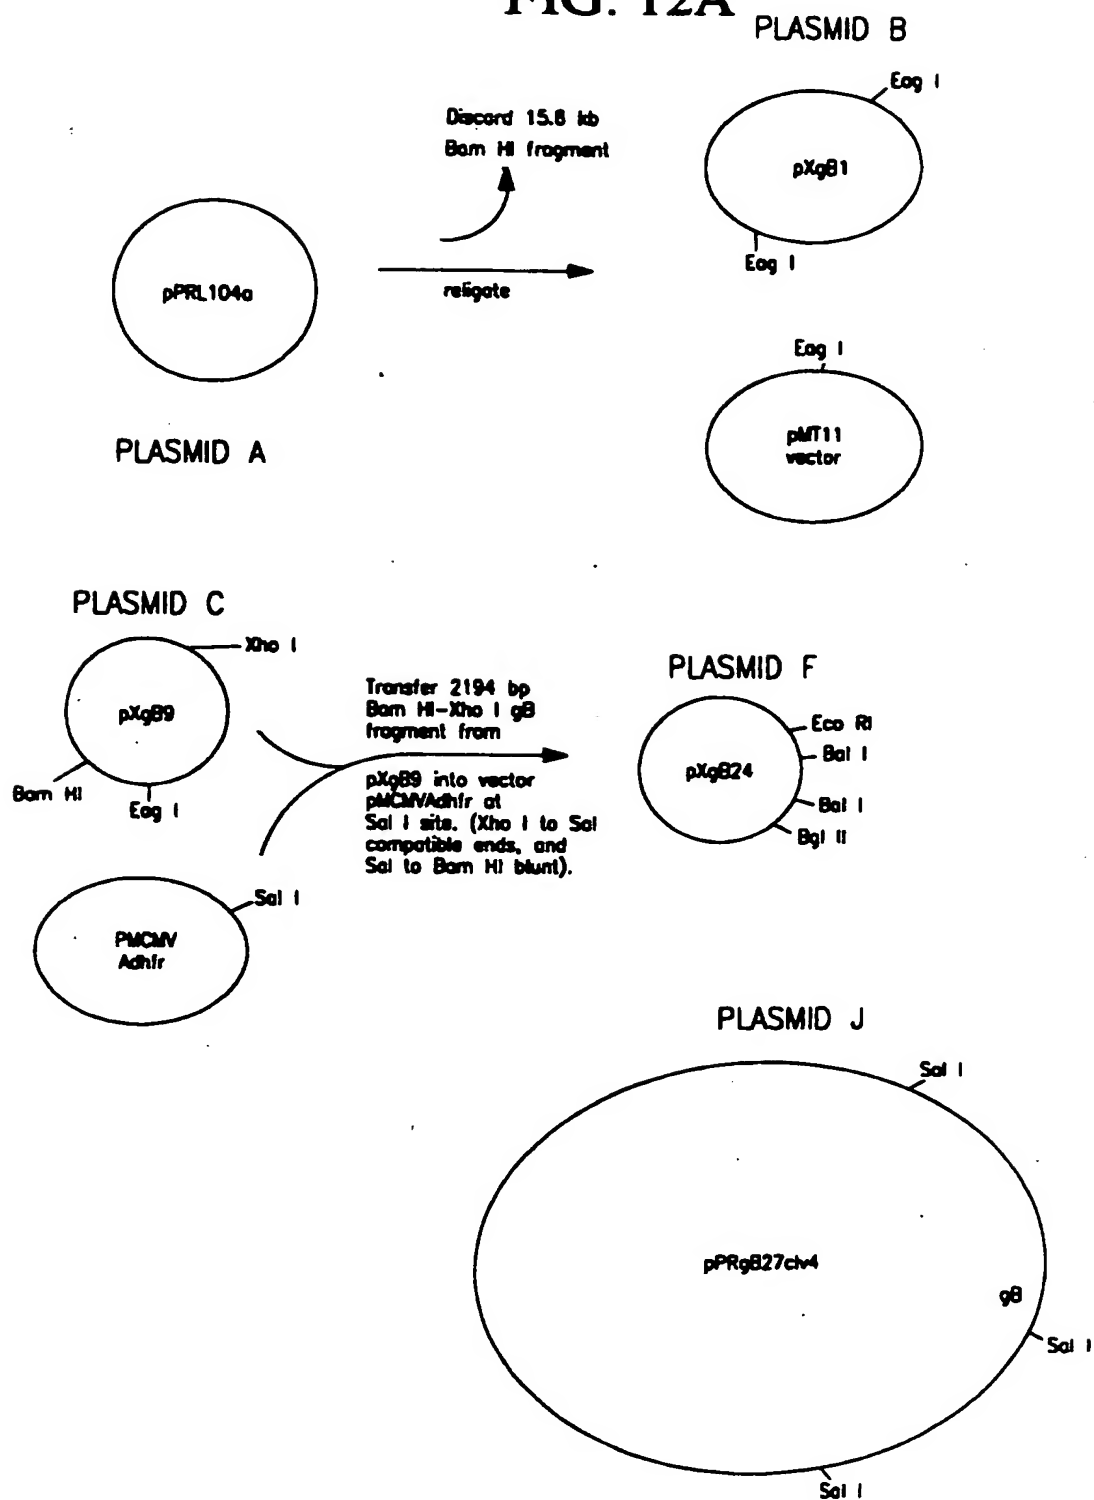 FIG. 12A
PLASMID B
Eag I
pXgB1
Eag I
Discard 15.8 kb
Bam HI fragment
religate
pPRL104a
PLASMID A
Eag I
pMT11
vector
PLASMID C
Xho I
pXgB9
Bam HI
Eag I
Transfer 2194 bp
Bam HI-Xho I gB
fragment from
pXgB9 into vector
pMCMVAdhfr at
Sal I site. (Xho I to Sal
compatible ends, and
Sal to Bam HI blunt).
PMCMV
Adhfr
Sal I
PLASMID F
pXgB24
Eco RI
Bal I
Bal I
Bgl II
PLASMID J
Sal I
pPRgB27clv4
gB
Sal I
Sal I